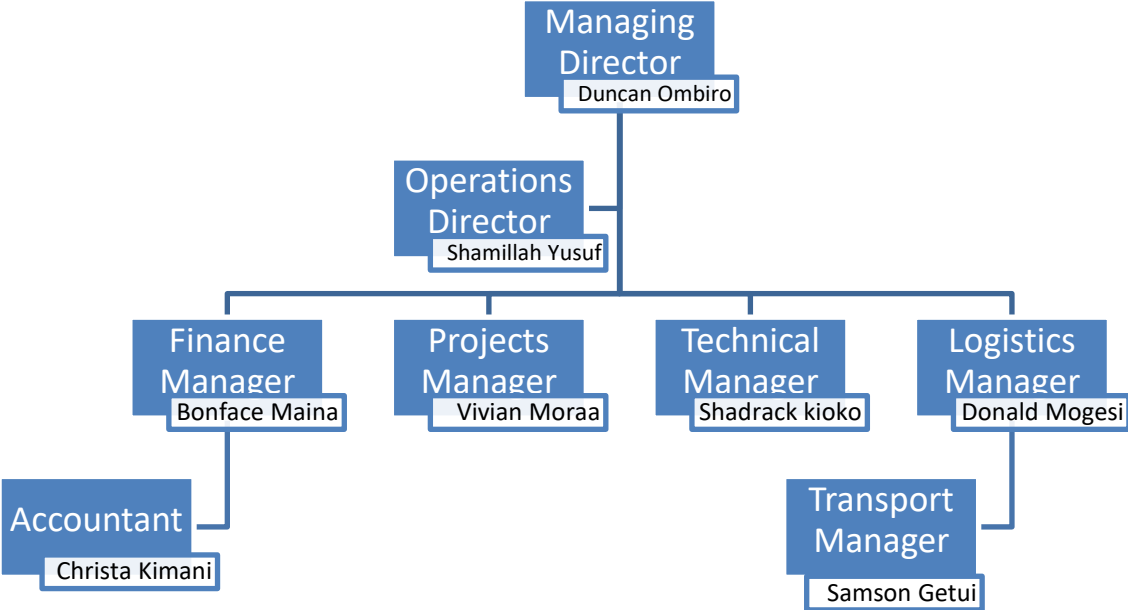 Managing
Director
Duncan Ombiro
Operations
Director
Shamillah Yusuf
Finance
Manager
Bonface Maina
Projects
Manager
Vivian Moraa
Technical
Manager
Shadrack kioko
Logistics
Manager
Donald Mogesi
Accountant
Christa Kimani
Transport
Manager
Samson Getui